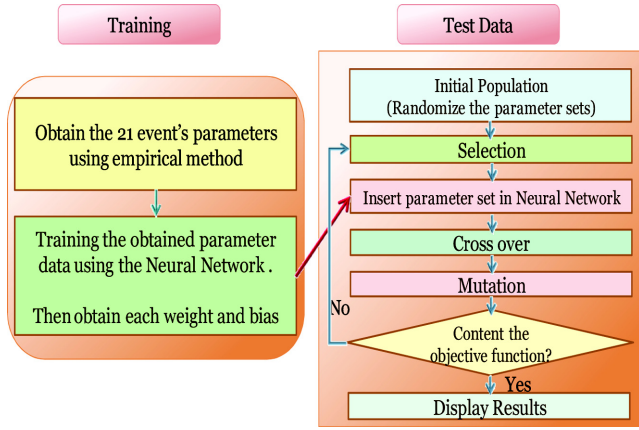 Training
Obtain the 21 event's parameters
using empirical method
Training the obtained parameter
data using the Neural Network .
Then obtain each weight and bias
Test Data
Initial Population
(Randomize the parameter sets)
Selection
Insert parameter set in Neural Network
Cross over
Mutation
No
Content the
objective function?
Yes
Display Results